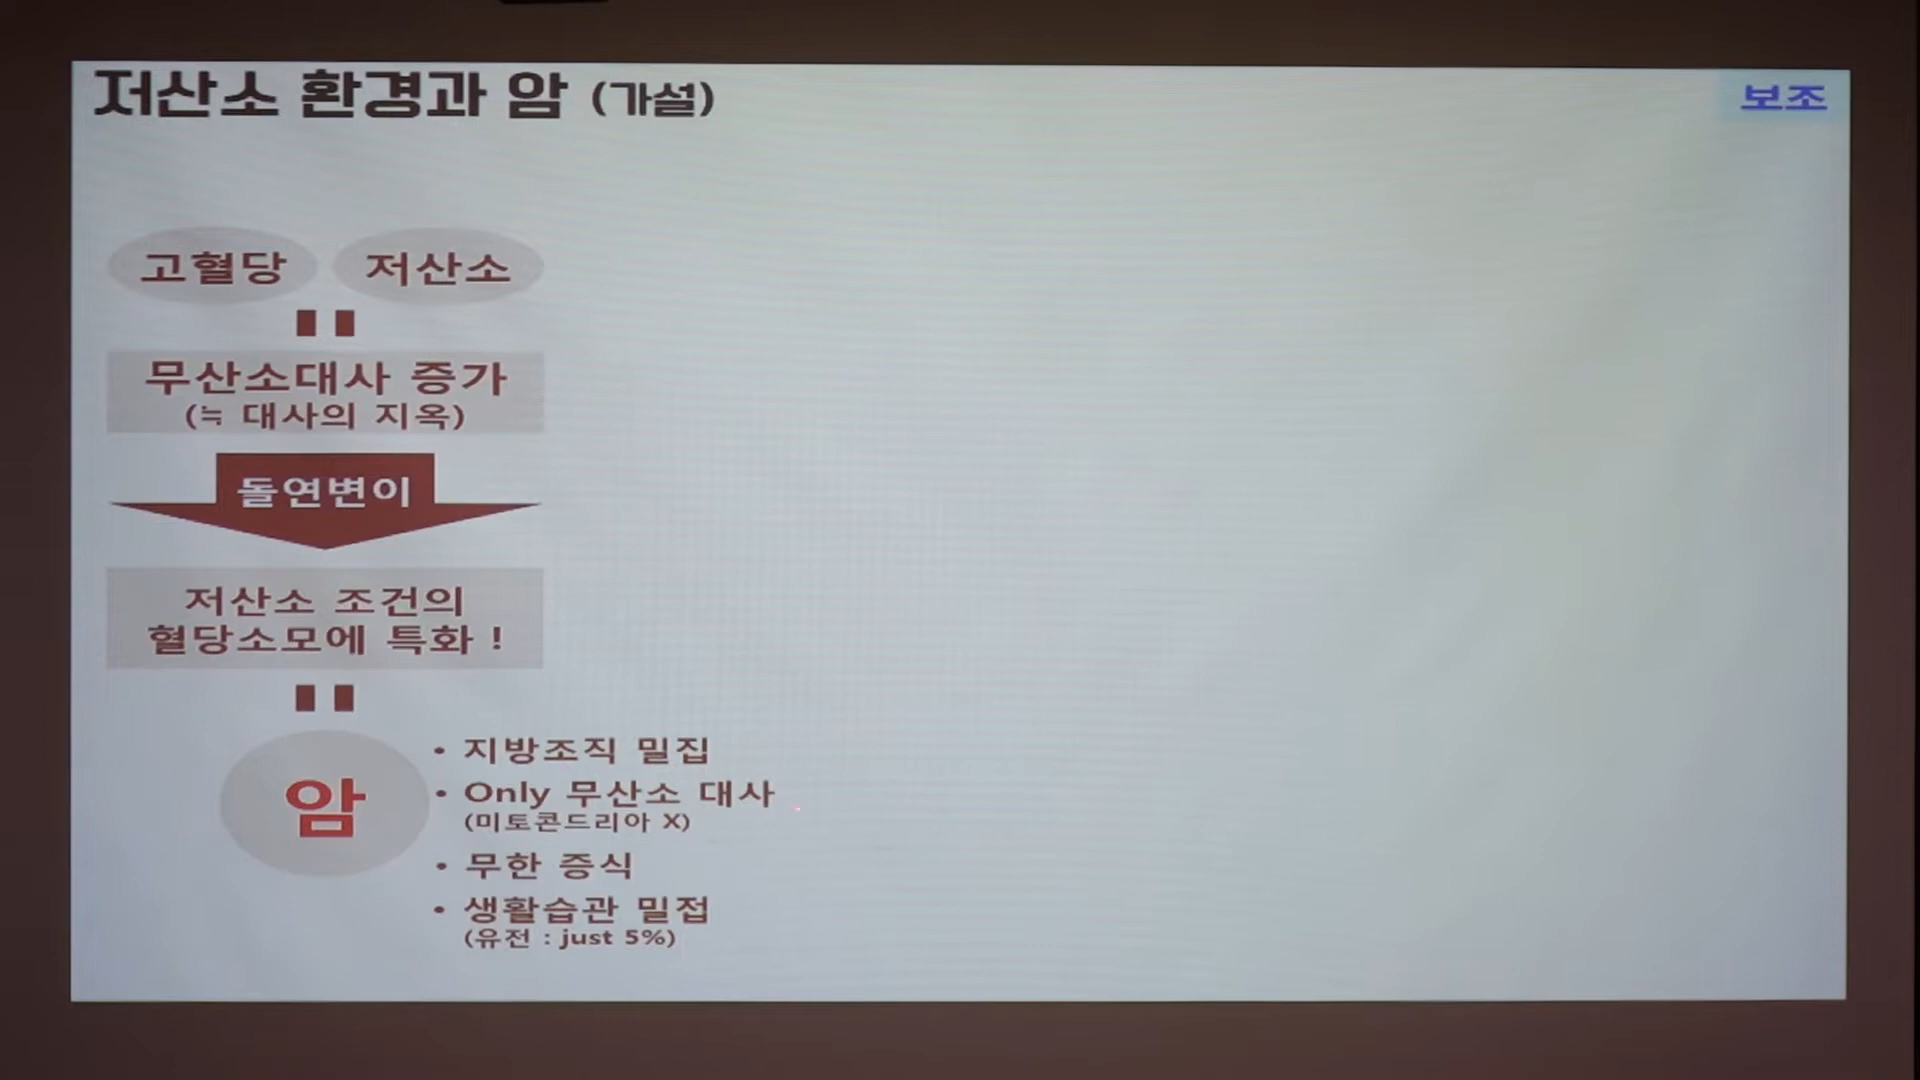 저산소 환경과 암 (가설)
보조
고혈당 저산소
무산소대사 증가
(≒ 대사의 지옥)
돌연변이
저산소 조건의
혈당소모에 특화 !
암
• 지방조직 밀집
• Only 무산소 대사
(미토콘드리아 X)
• 무한 증식
• 생활습관 밀접
(유전 : just 5%)